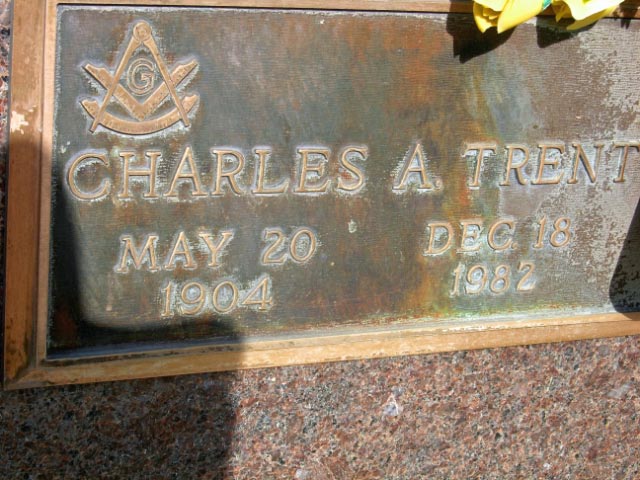 G
CHARLES A. TRENT
MAY 20 DEC 18
1904 1982